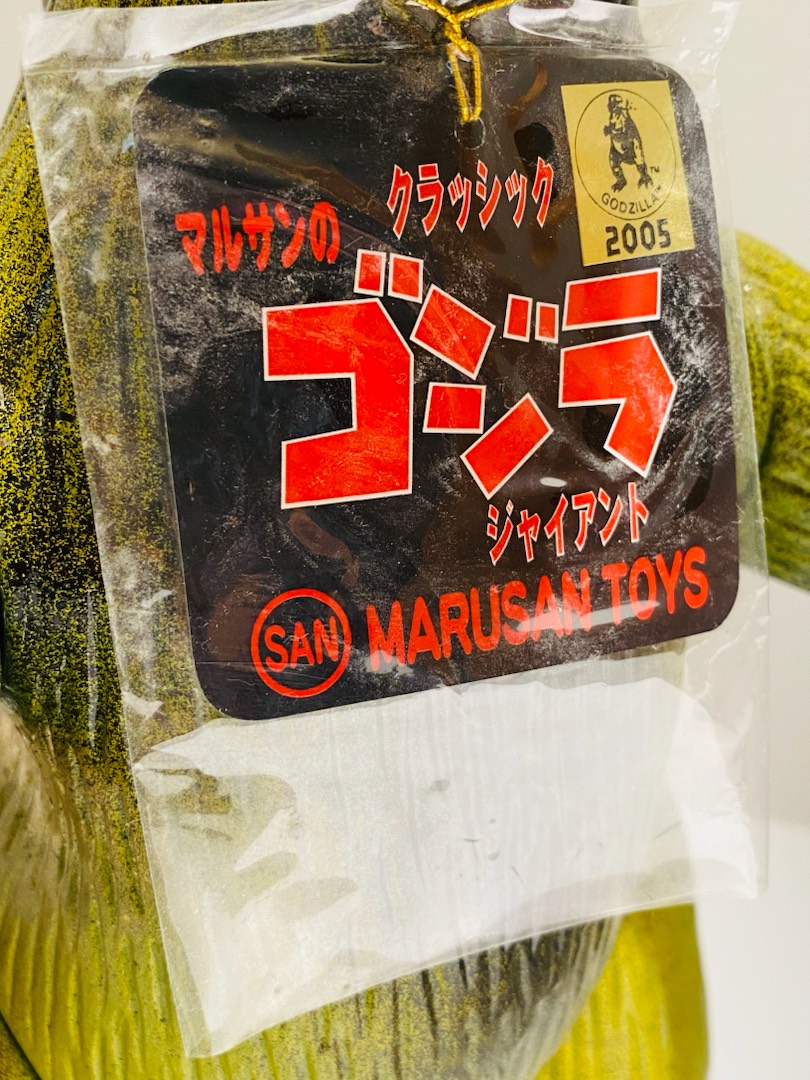 クラッシック
マルサンの
GODZILLA™
2005
ゴジラ
ジャイアント
SAN MARUSAN TOYS